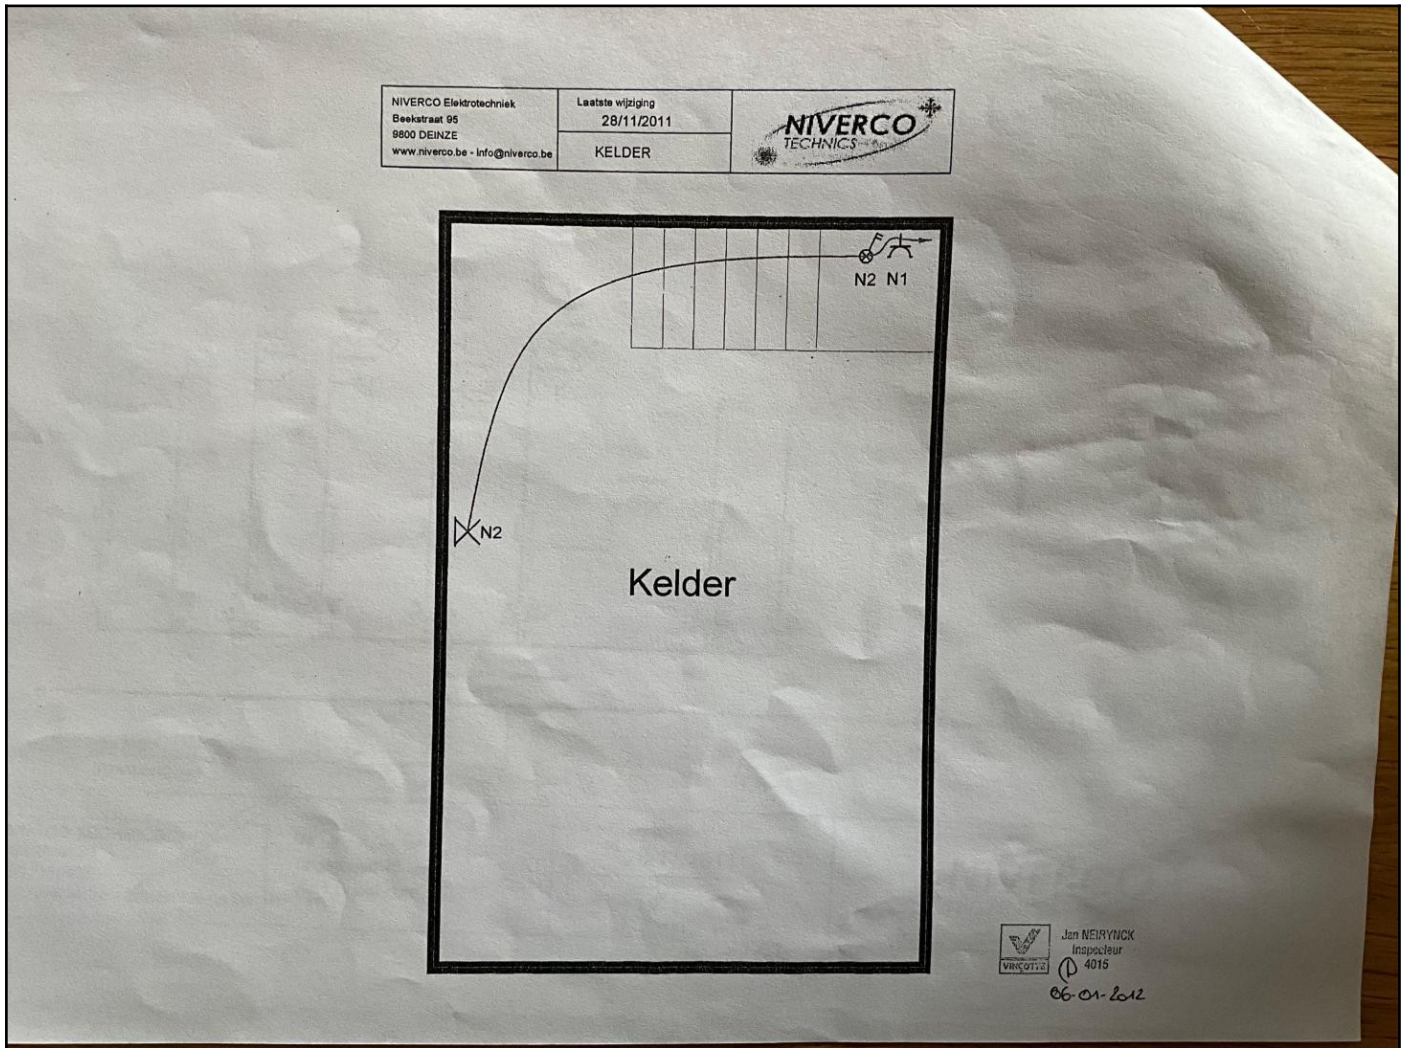 NIVERCO Elektrotechniek
Beekstraat 95
9800 DEINZE
www.niverco.be - info@niverco.be
Laatste wijziging
28/11/2011
KELDER
NIVERCO
TECHNICS
N2 N1
N2
Kelder
VINÇOTTE
Jan NEIRYNCK
Inspecteur
4015
06-01-2012